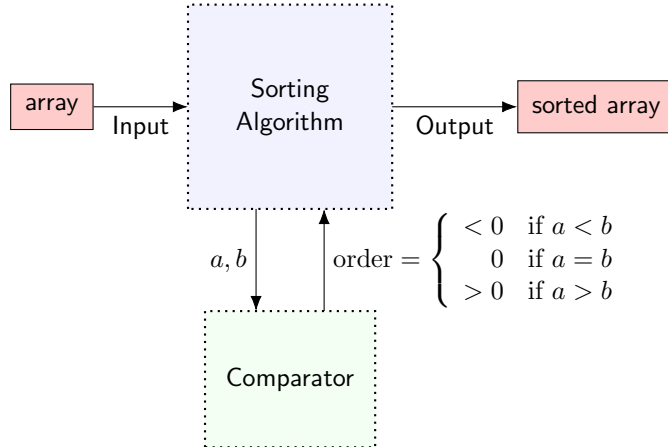 array
Input
Sorting
Algorithm
Output
sorted array
a, b
order = { < 0 if a < b
0 if a = b
> 0 if a > b
Comparator